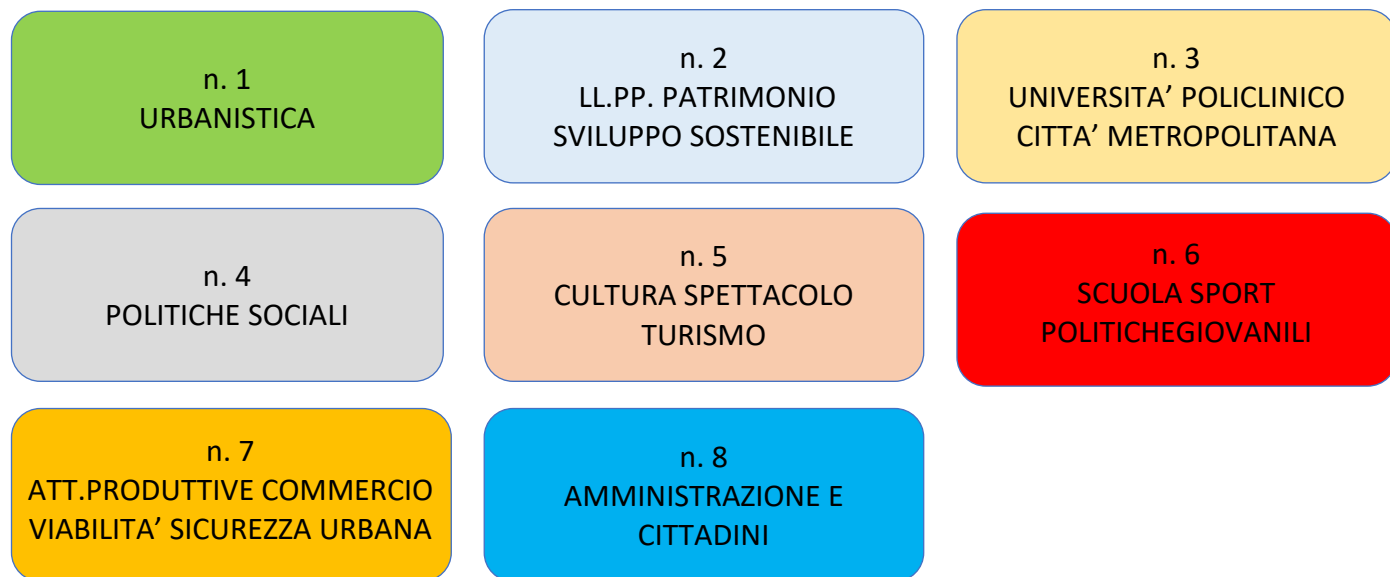 n. 1
URBANISTICA
n. 2
LL.PP. PATRIMONIO
SVILUPPO SOSTENIBILE
n. 3
UNIVERSITA’ POLICLINICO
CITTA’ METROPOLITANA
n. 4
POLITICHE SOCIALI
n. 5
CULTURA SPETTACOLO
TURISMO
n. 6
SCUOLA SPORT
POLITICHEGIOVANILI
n. 7
ATT.PRODUTTIVE COMMERCIO
VIABILITA’ SICUREZZA URBANA
n. 8
AMMINISTRAZIONE E
CITTADINI